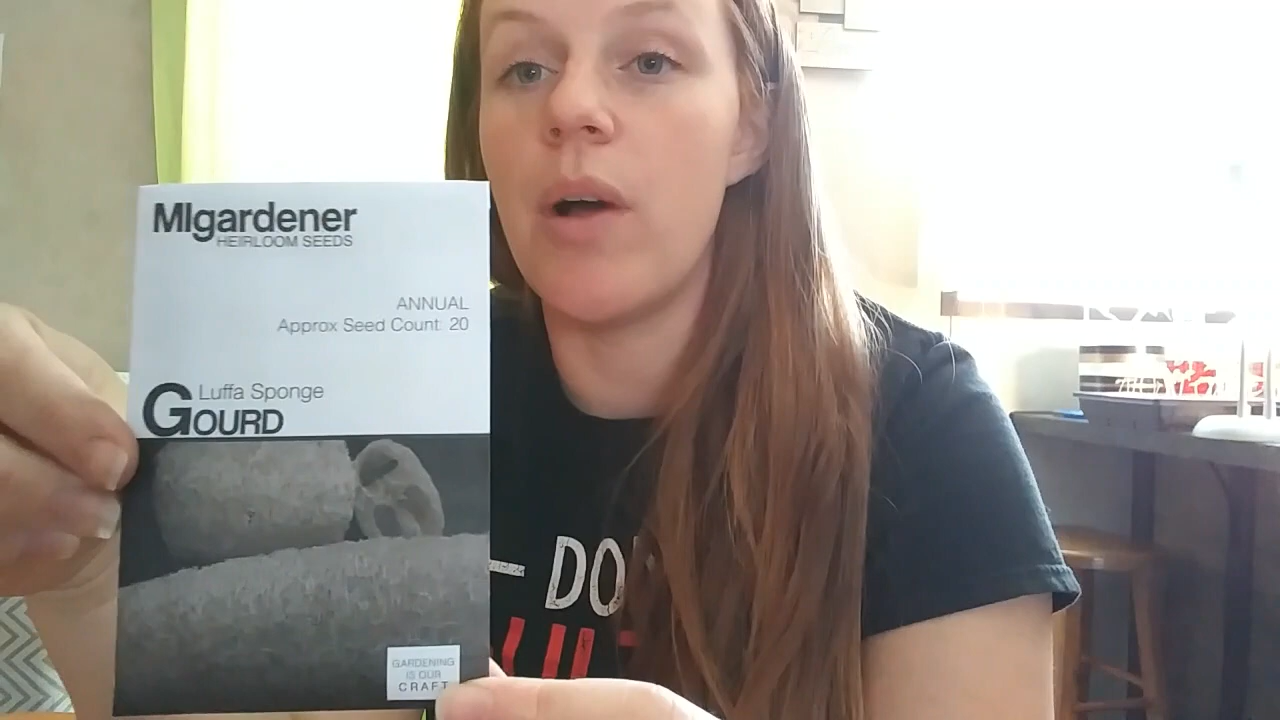 MIgardener
HEIRLOOM SEEDS
ANNUAL
Approx Seed Count: 20
Luffa Sponge
GOURD
GARDENING
IS OUR
CRAFT
DO